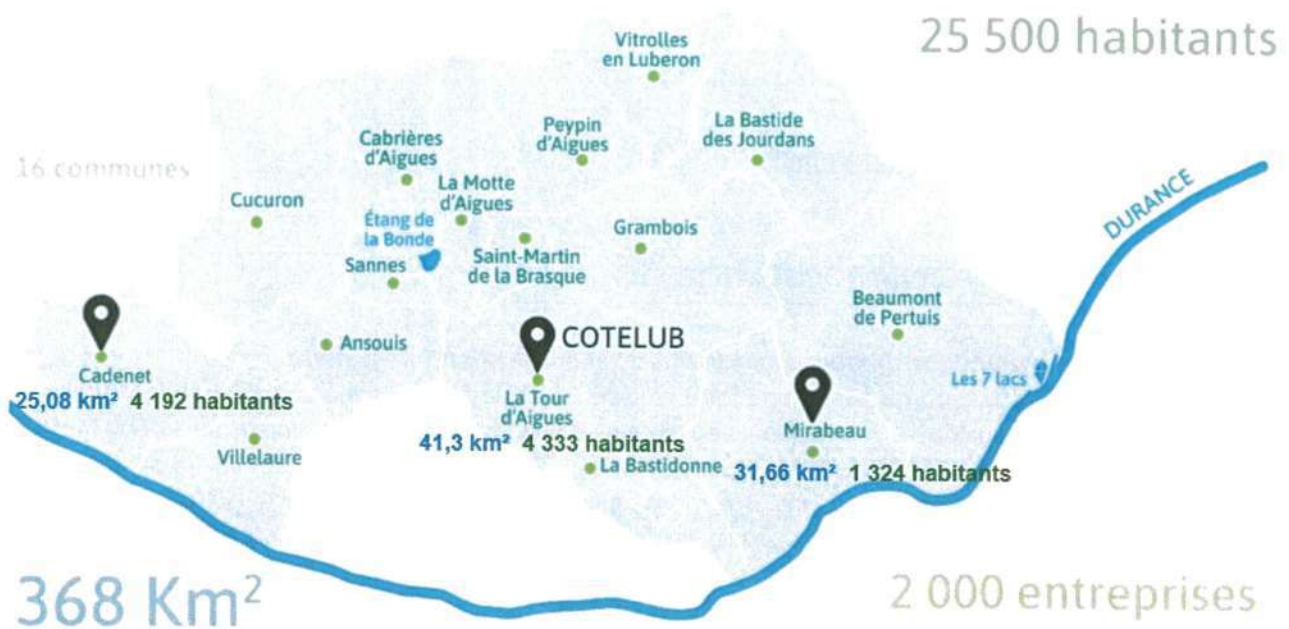 25 500 habitants
Vitrolles
en Luberon
Peypin
d'Aigues
La Bastide
des Jourdans
Cabrières
d'Aigues
16 communes
La Motte
d'Aigues
Cucuron
DURANCE
Étang de
la Bonde
Grambois
Sannes
Saint-Martin
de la Brasque
Beaumont
de Pertuis
Ansouis
COTELUB
Les 7 lacs
Cadenet
25,08 km² 4 192 habitants
La Tour
d'Aigues
41,3 km² 4 333 habitants
Mirabeau
31,66 km² 1 324 habitants
Villelaure
La Bastidonne
368 Km²
2 000 entreprises